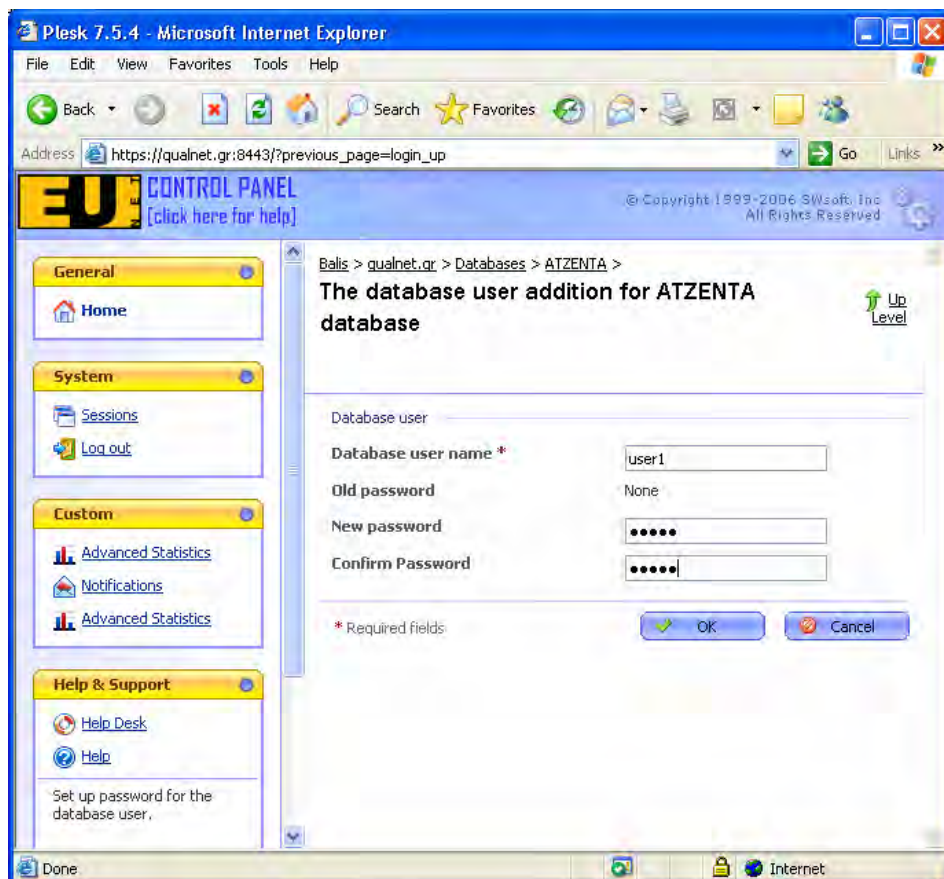 Plesk 7.5.4 - Microsoft Internet Explorer
File Edit View Favorites Tools Help
Back Search Favorites
Address https://qualnet.gr:8443/?previous_page=login_up Go Links »
EU NET CONTROL PANEL
[click here for help]
© Copyright 1999-2006 SWsoft, Inc
All Rights Reserved
General
Home
System
Sessions
Log out
Custom
Advanced Statistics
Notifications
Advanced Statistics
Help & Support
Help Desk
Help
Set up password for the
database user.
Balis > qualnet.gr > Databases > ATZENTA >
The database user addition for ATZENTA
database
Up
Level
Database user
Database user name * user1
Old password None
New password •••••
Confirm Password •••••
* Required fields OK Cancel
Done Internet